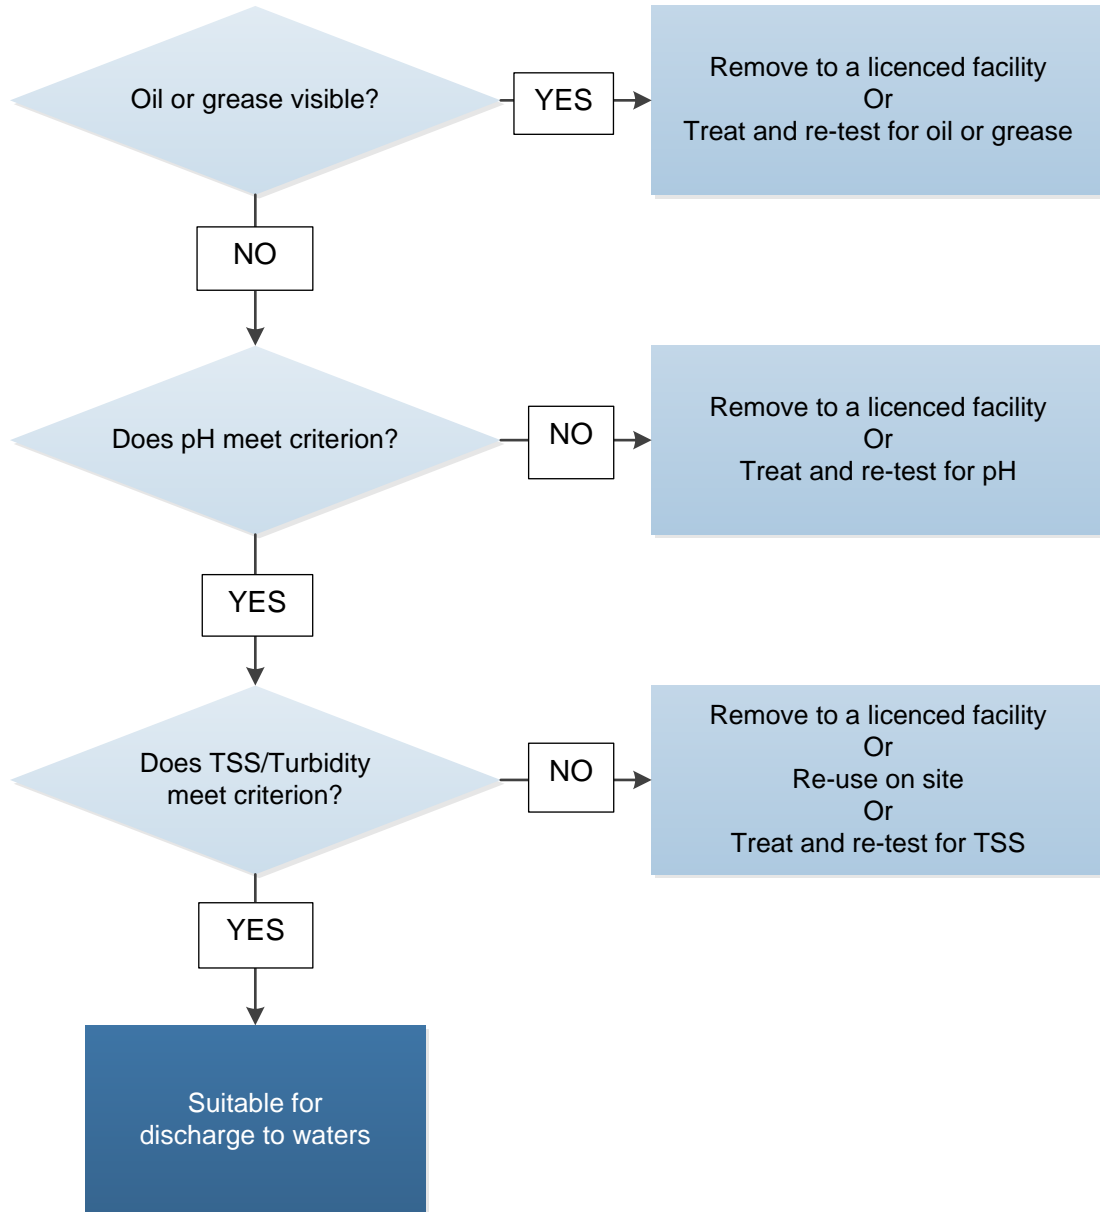 Oil or grease visible?
YES
Remove to a licenced facility
Or
Treat and re-test for oil or grease
NO
Does pH meet criterion?
NO
Remove to a licenced facility
Or
Treat and re-test for pH
YES
Does TSS/Turbidity
meet criterion?
NO
Remove to a licenced facility
Or
Re-use on site
Or
Treat and re-test for TSS
YES
Suitable for
discharge to waters